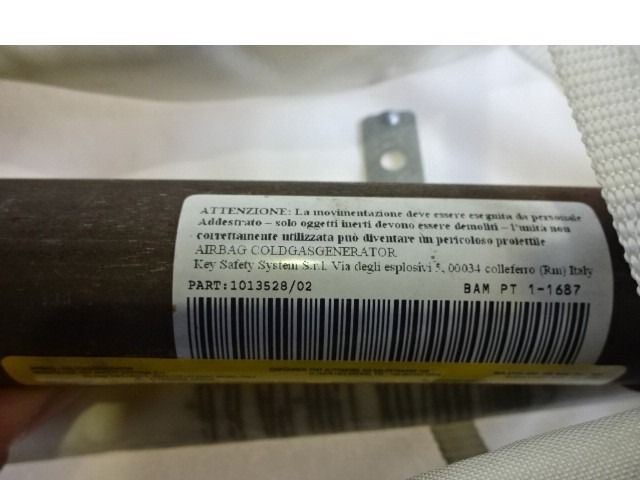 ATTENZIONE: La movimentazione deve essere eseguita da personale
Addestrato – solo oggetti inerti devono essere demoliti – l'unità non
correttamente utilizzata può diventare un pericoloso proiettile
AIRBAG COLDGASGENERATOR
Key Safety System S.r.l. Via degli esplosivi 5, 00034 colleferro (Rm) Italy
PART:1013528/02 BAM PT 1-1687